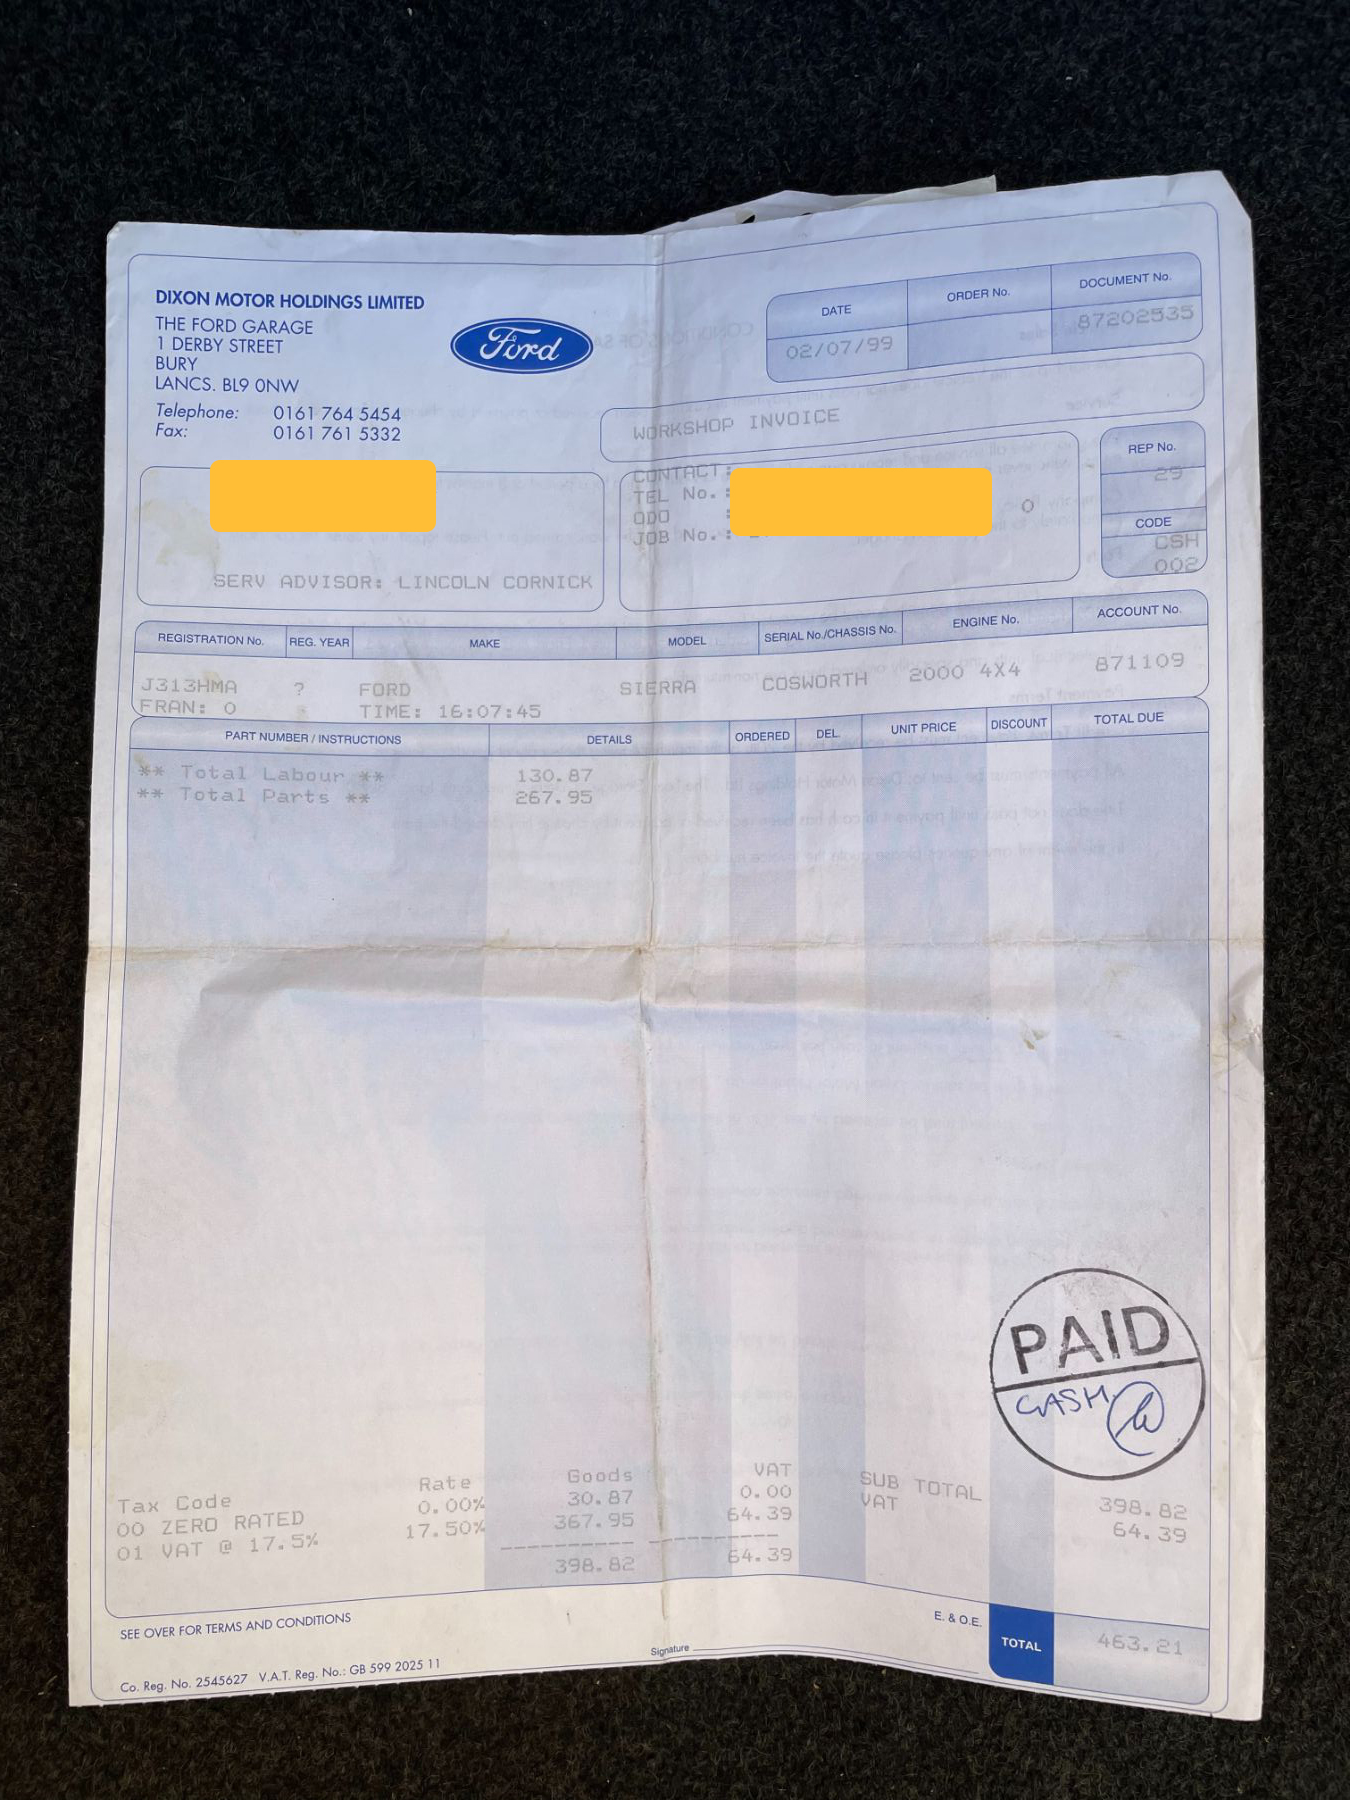 DIXON MOTOR HOLDINGS LIMITED
THE FORD GARAGE
1 DERBY STREET
BURY
LANCS. BL9 0NW
Telephone: 0161 764 5454
Fax: 0161 761 5332
Ford
DATE ORDER No. DOCUMENT No.
02/07/99 87202535
WORKSHOP INVOICE
CONTACT:
TEL No.:
ODO : 0
JOB No.:
REP No.
29
CODE
CSH
002
SERV ADVISOR: LINCOLN CORNICK
REGISTRATION No. REG. YEAR MAKE MODEL SERIAL No./CHASSIS No. ENGINE No. ACCOUNT No.
J313HMA ? FORD SIERRA COSWORTH 2000 4X4 871109
FRAN: 0 TIME: 16:07:45
PART NUMBER / INSTRUCTIONS DETAILS ORDERED DEL. UNIT PRICE DISCOUNT TOTAL DUE
** Total Labour ** 130.87
** Total Parts ** 267.95
PAID
CASH
Tax Code Rate Goods VAT SUB TOTAL 398.82
00 ZERO RATED 0.00% 30.87 0.00 VAT 64.39
01 VAT @ 17.5% 17.50% 367.95 64.39
398.82 64.39
SEE OVER FOR TERMS AND CONDITIONS
E. & O.E.
TOTAL 463.21
Signature
Co. Reg. No. 2545627 V.A.T. Reg. No.: GB 599 2025 11